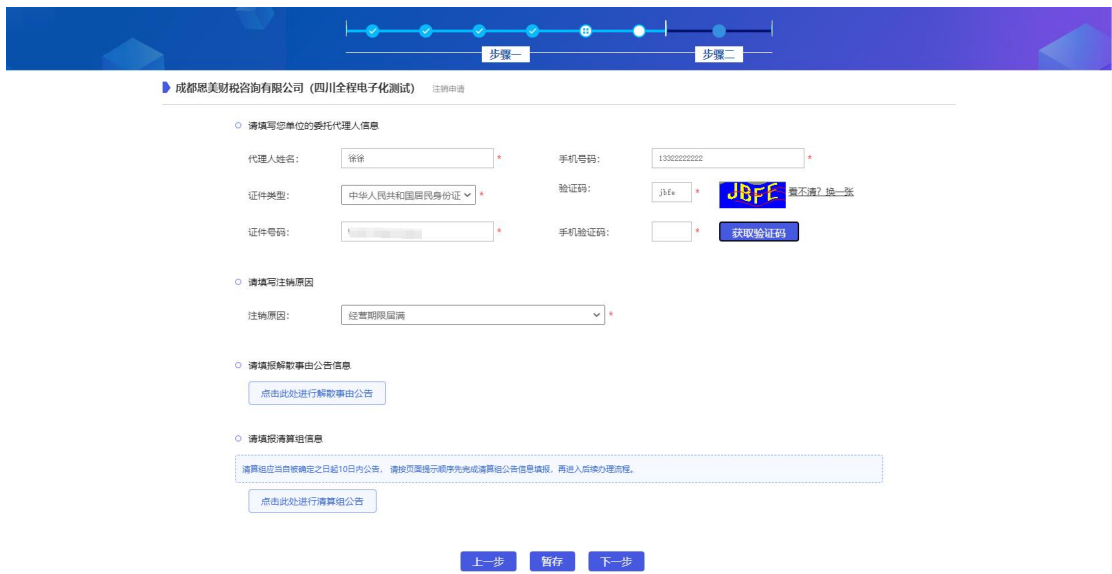 步骤一
步骤二
成都思美财税咨询有限公司（四川全程电子化测试） 注销申请
请填写您单位的委托代理人信息
代理人姓名： 徐徐 * 手机号码： 13322222222 *
证件类型： 中华人民共和国居民身份证 * 验证码： jbfe * JBFE 看不清？换一张
证件号码： * 手机验证码： * 获取验证码
请填写注销原因
注销原因： 经营期限届满 *
请填报解散事由公告信息
点击此处进行解散事由公告
请填报清算组信息
清算组应当自被确定之日起10日内公告， 请按页面提示顺序先完成清算组公告信息填报，再进入后续办理流程。
点击此处进行清算组公告
上一步 暂存 下一步